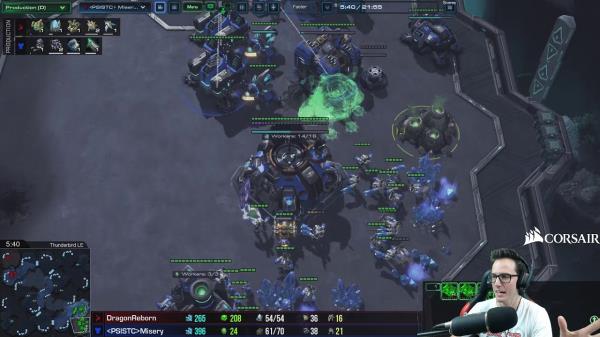 Production (D)
<PSISTC> Misery...
Menu
Faster
5:40 / 21:55
PRODUCTION
Workers: 14/16
Workers: 3/3
CORSAIR
5:40
Thunderbird LE
DragonReborn 265 208 54/54 36 16
<PSISTC>Misery 396 24 61/70 38 21